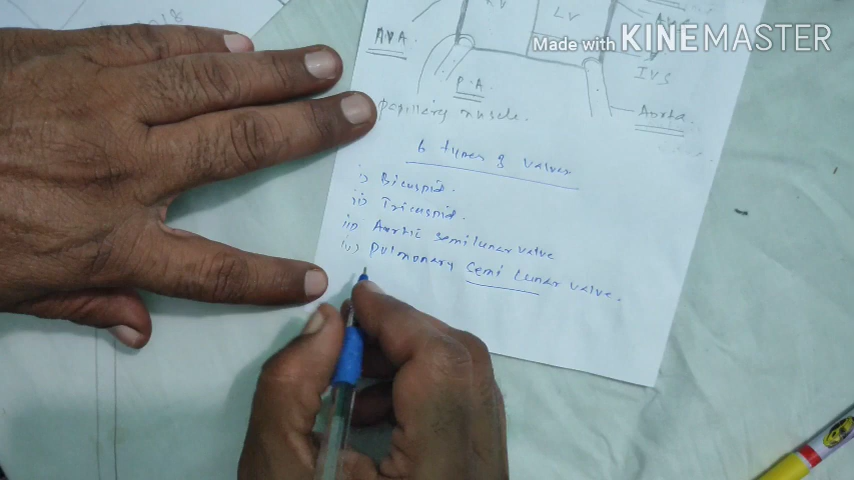 RV
LV
Made with KINEMASTER
AVA
IVS
P.A.
Aorta
papillary muscle.
6 types of valves
i) Bicuspid.
ii) Tricuspid.
iii) Aortic semilunar valve
iv) Pulmonary Semi Lunar valve.